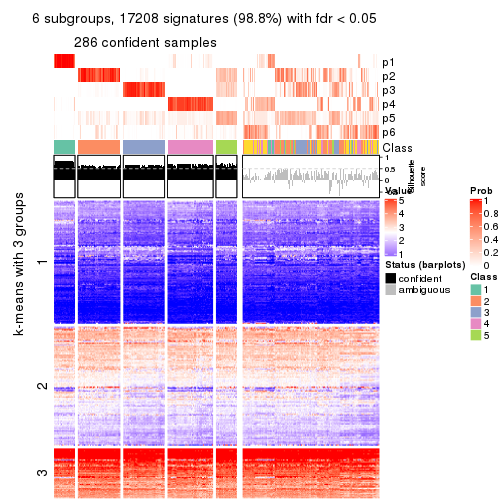 6 subgroups, 17208 signatures (98.8%) with fdr < 0.05
286 confident samples
p1
p2
p3
p4
p5
p6
Class
1
0.5
0
Silhouette
score
k-means with 3 groups
1
2
3
Value
5
4
3
2
1
Status (barplots)
confident
ambiguous
Prob
1
0.8
0.6
0.4
0.2
0
Class
1
2
3
4
5